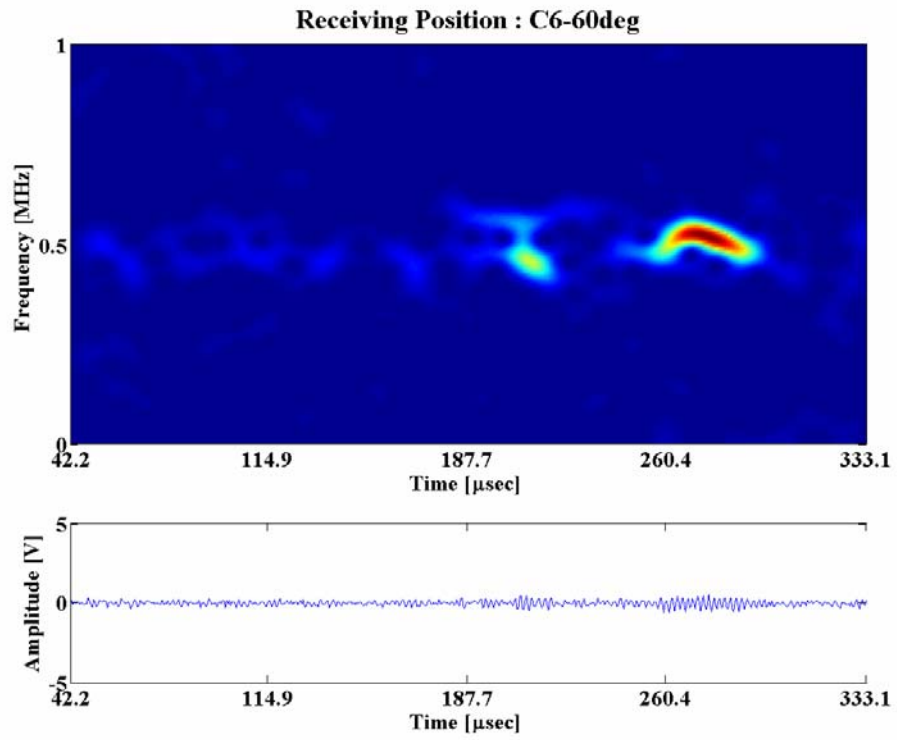 Receiving Position : C6-60deg
1
0.5
0
Frequency [MHz]
42.2 114.9 187.7 260.4 333.1
Time [μsec]
5
0
-5
Amplitude [V]
42.2 114.9 187.7 260.4 333.1
Time [μsec]